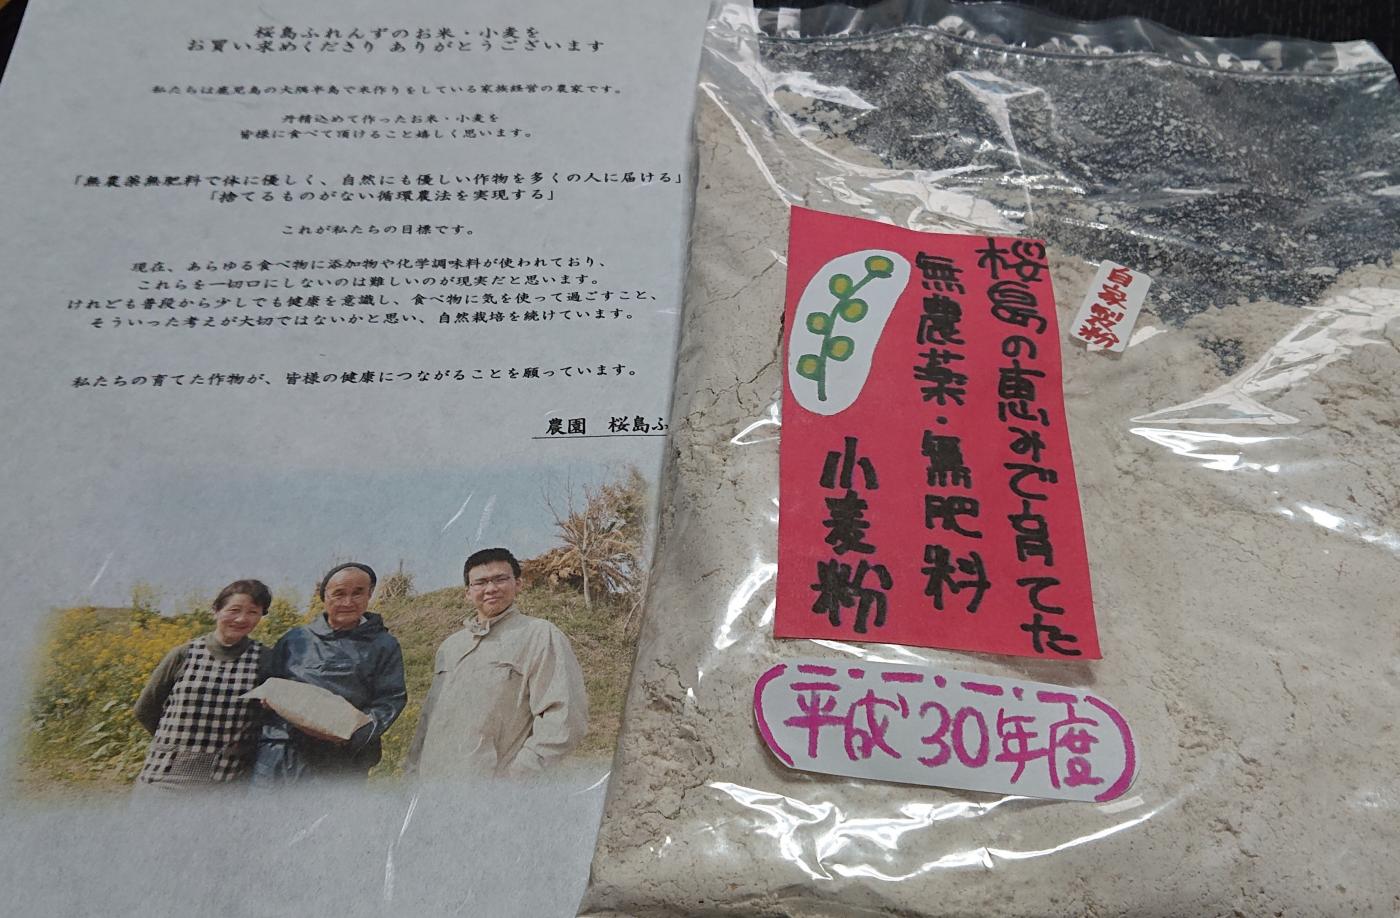 桜島ふれんずのお米・小麦を
お買い求めくださり ありがとうございます
私たちは鹿児島の大隅半島で米作りをしている家族経営の農家です。
丹精込めて作ったお米・小麦を
皆様に食べて頂けること嬉しく思います。
「無農薬無肥料で体に優しく、自然にも優しい作物を多くの人に届ける」
「捨てるものがない循環農法を実現する」
これが私たちの目標です。
現在、あらゆる食べ物に添加物や化学調味料が使われており、
これらを一切口にしないのは難しいのが現実だと思います。
けれども普段から少しでも健康を意識し、食べ物に気を使って過ごすこと、
そういった考えが大切ではないかと思い、自然栽培を続けています。
私たちの育てた作物が、皆様の健康につながることを願っています。
農園 桜島ふ
桜島の恵みで育てた
無農薬・無肥料
小麦粉
自家製粉
平成30年度